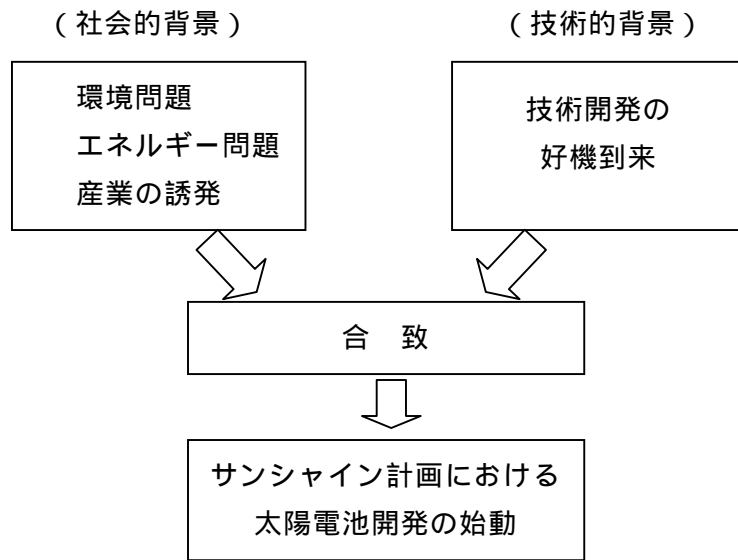 (社会的背景)
(技術的背景)
環境問題
エネルギー問題
産業の誘発
技術開発の
好機到来
合 致
サンシャイン計画における
太陽電池開発の始動